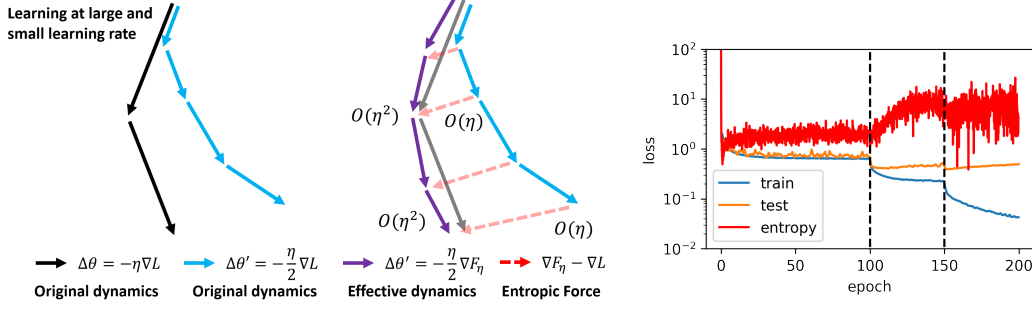 Learning at large and
small learning rate
O(η²)
O(η)
O(η²)
O(η)
Δθ = −η∇L
Original dynamics
Δθ′ = −η/2 ∇L
Original dynamics
Δθ′ = −η/2 ∇F_η
Effective dynamics
∇F_η − ∇L
Entropic Force
loss
10²
10¹
10⁰
10⁻¹
10⁻²
train
test
entropy
0
50
100
150
200
epoch